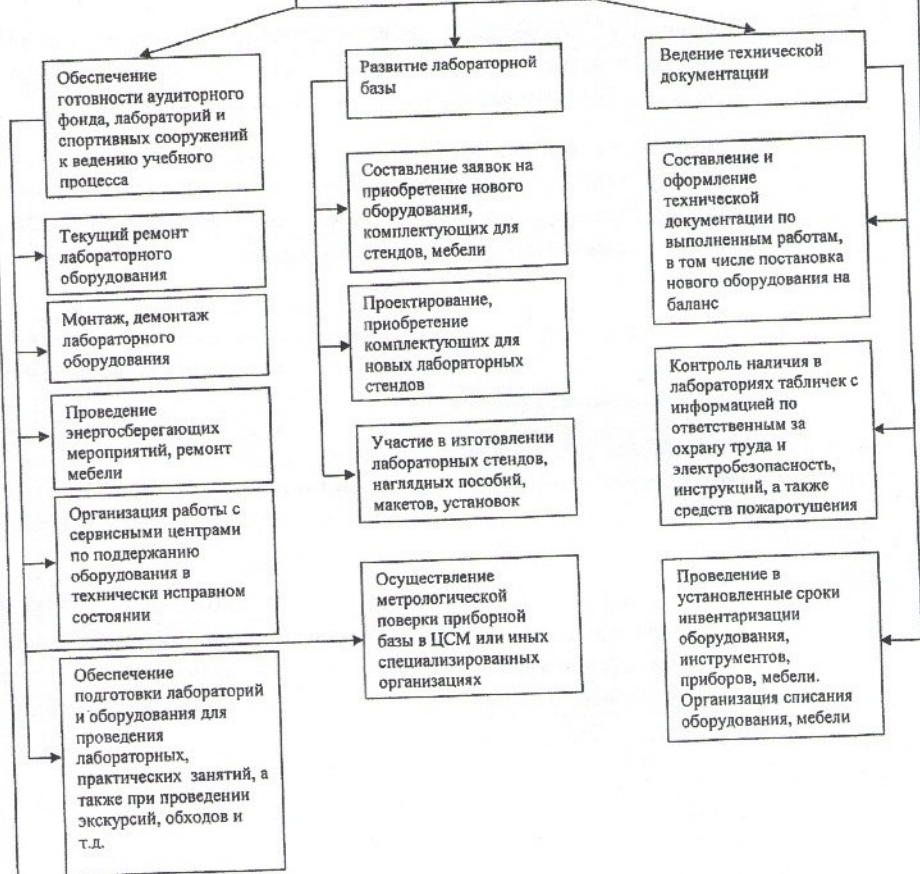 Обеспечение
готовности аудиторного
фонда, лабораторий и
спортивных сооружений
к ведению учебного
процесса
Текущий ремонт
лабораторного
оборудования
Монтаж, демонтаж
лабораторного
оборудования
Проведение
энергосберегающих
мероприятий, ремонт
мебели
Организация работы с
сервисными центрами
по поддержанию
оборудования в
технически исправном
состоянии
Обеспечение
подготовки лабораторий
и оборудования для
проведения
лабораторных,
практических занятий, а
также при проведении
экскурсий, обходов и
т.д.
Развитие лабораторной
базы
Составление заявок на
приобретение нового
оборудования,
комплектующих для
стендов, мебели
Проектирование,
приобретение
комплектующих для
новых лабораторных
стендов
Участие в изготовлении
лабораторных стендов,
наглядных пособий,
макетов, установок
Осуществление
метрологической
поверки приборной
базы в ЦСМ или иных
специализированных
организациях
Ведение технической
документации
Составление и
оформление
технической
документации по
выполненным работам,
в том числе постановка
нового оборудования на
баланс
Контроль наличия в
лабораториях табличек с
информацией по
ответственным за
охрану труда и
электробезопасность,
инструкций, а также
средств пожаротушения
Проведение в
установленные сроки
инвентаризации
оборудования,
инструментов,
приборов, мебели.
Организация списания
оборудования, мебели